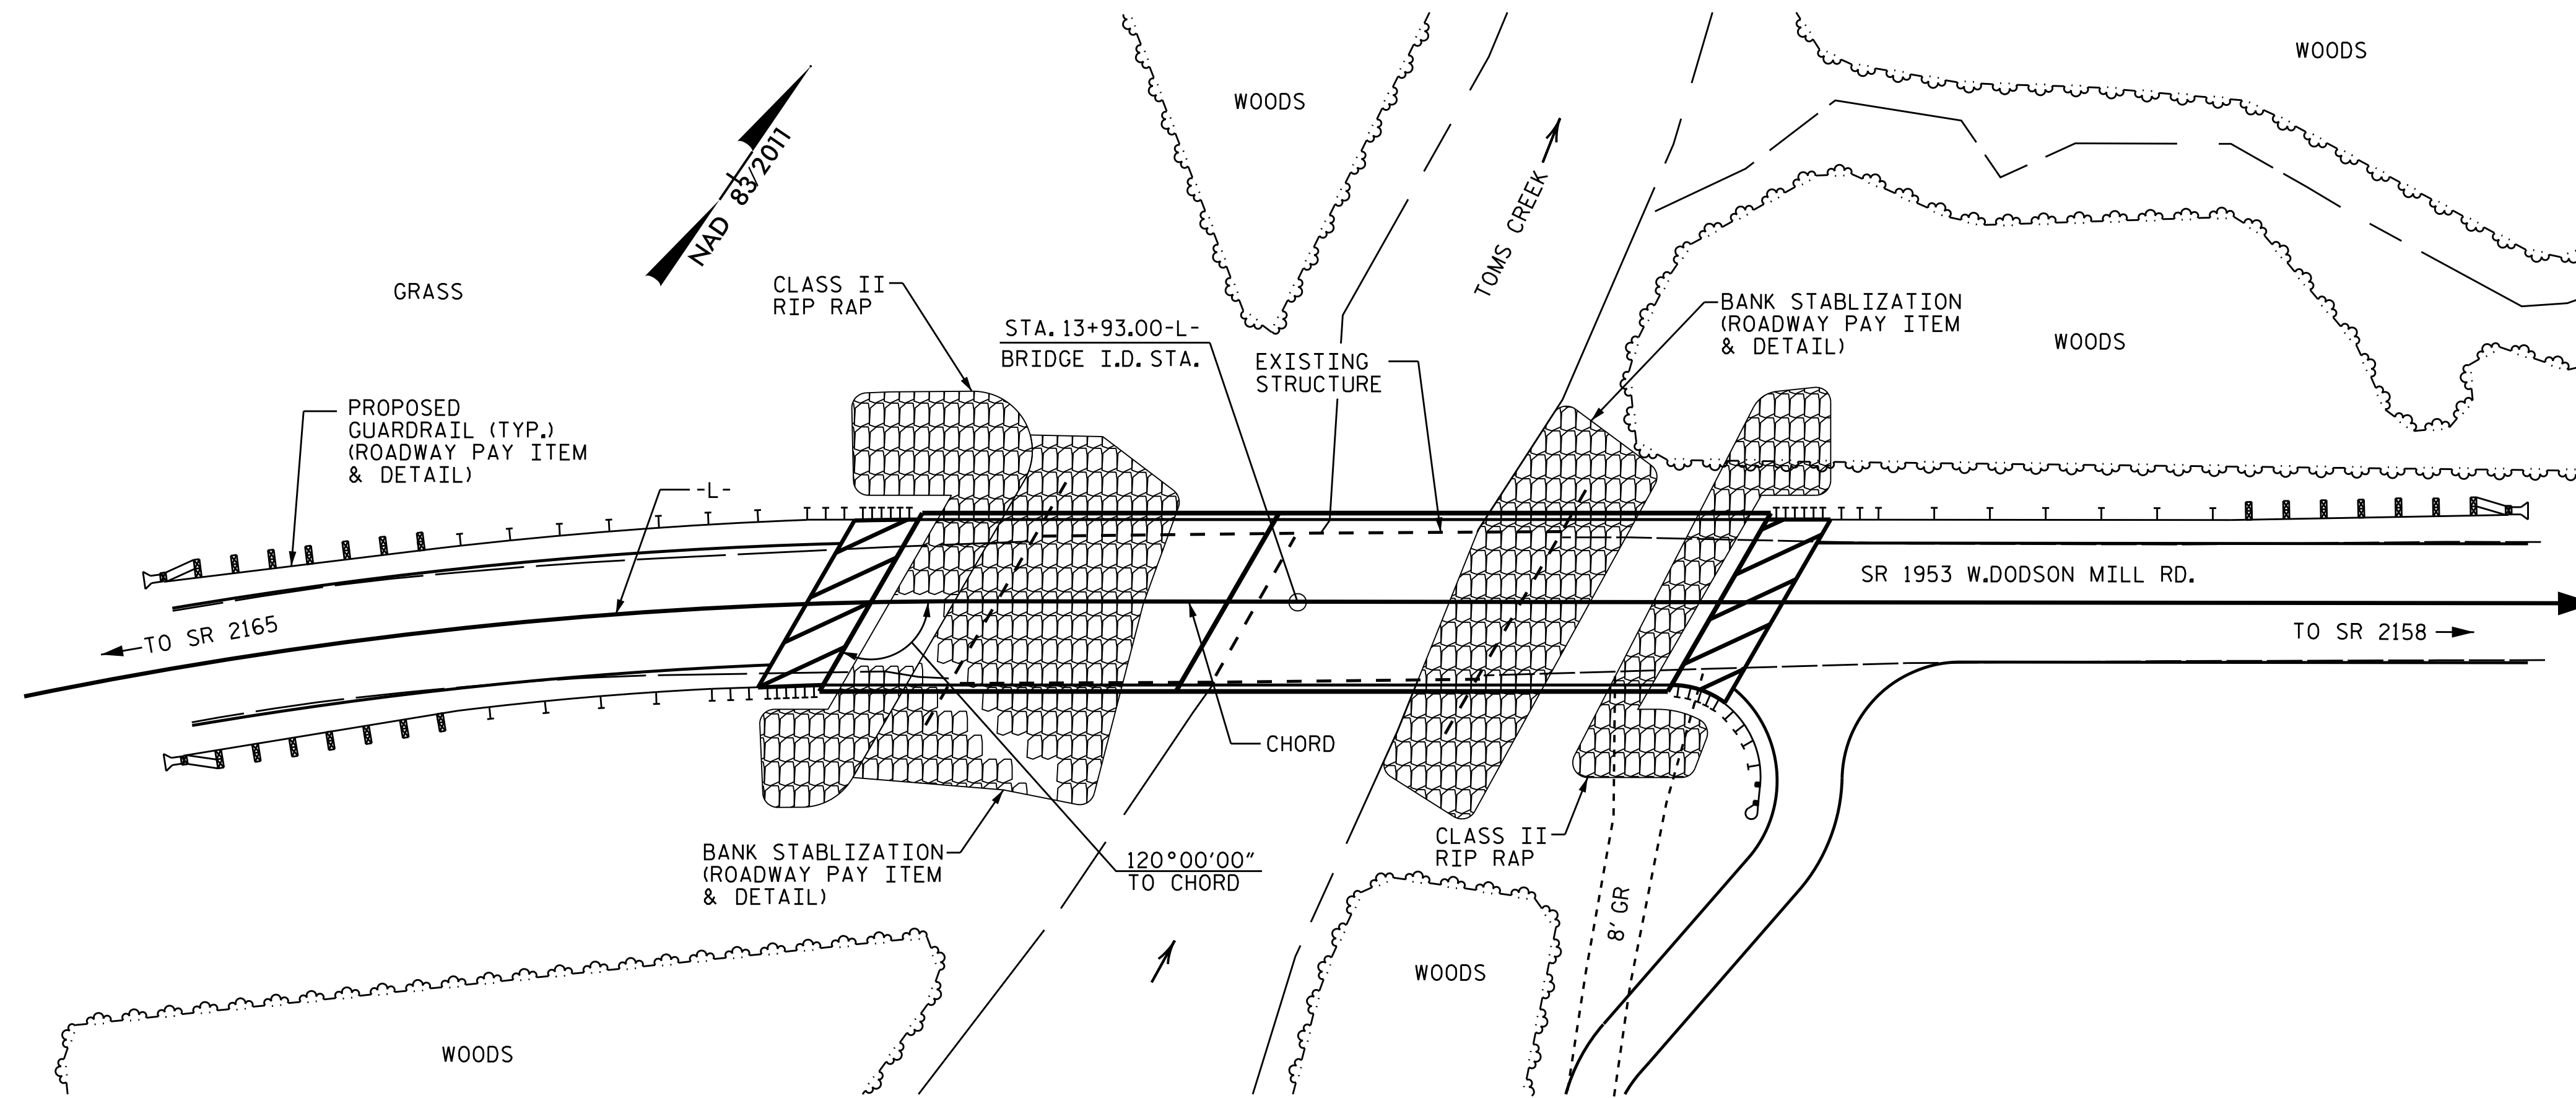 WOODS
WOODS
NAD 83/2011
TOMS CREEK
GRASS
CLASS II
RIP RAP
STA. 13+93.00-L-
BRIDGE I.D. STA.
EXISTING
STRUCTURE
BANK STABLIZATION
(ROADWAY PAY ITEM
& DETAIL)
WOODS
PROPOSED
GUARDRAIL (TYP.)
(ROADWAY PAY ITEM
& DETAIL)
-L-
SR 1953 W.DODSON MILL RD.
TO SR 2165
TO SR 2158
CHORD
BANK STABLIZATION
(ROADWAY PAY ITEM
& DETAIL)
120°00'00"
TO CHORD
CLASS II
RIP RAP
8' GR
WOODS
WOODS